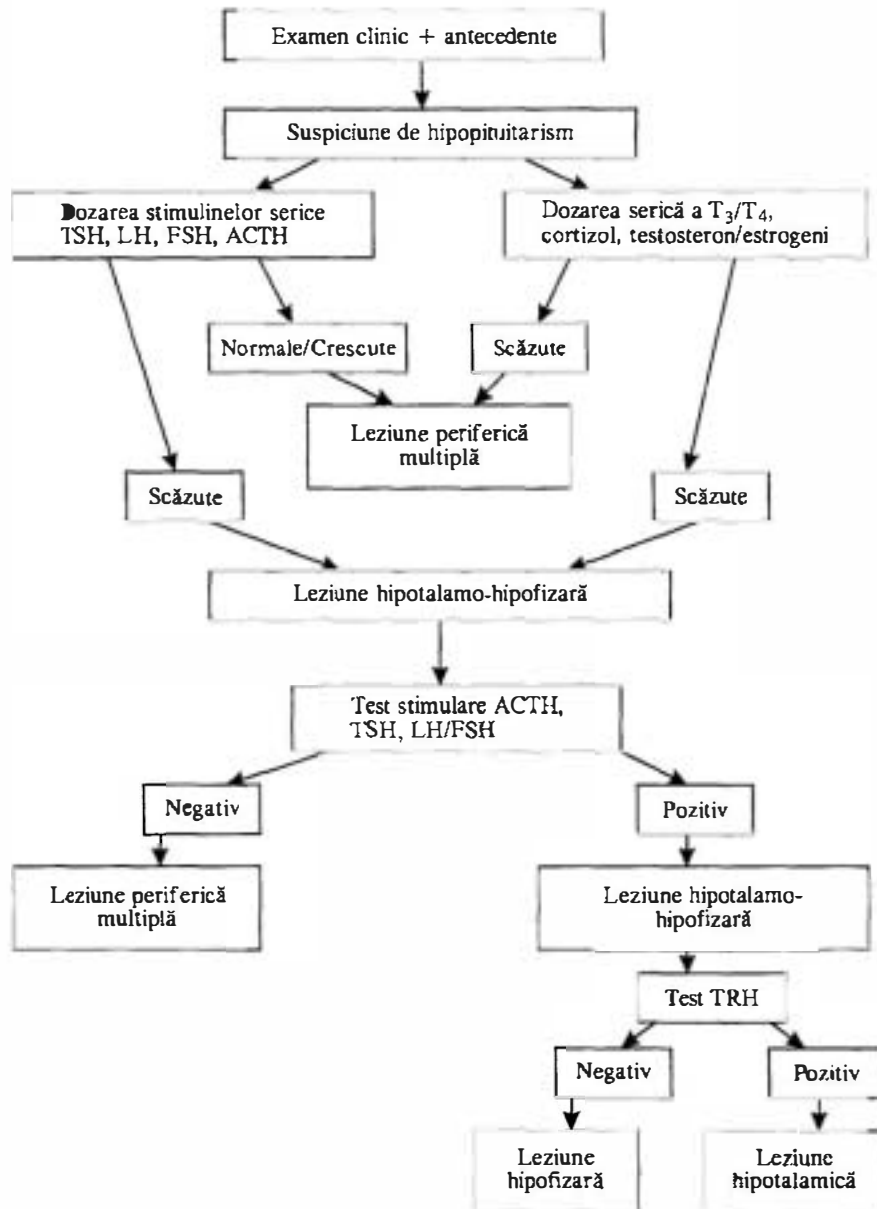 Examen clinic + antecedente
Suspiciune de hipopituitarism
Dozarea stimulinelor serice
TSH, LH, FSH, ACTH
Dozarea serică a T₃/T₄,
cortizol, testosteron/estrogeni
Normale/Crescute
Scăzute
Leziune periferică
multiplă
Scăzute
Scăzute
Leziune hipotalamo-hipofizară
Test stimulare ACTH,
TSH, LH/FSH
Negativ
Pozitiv
Leziune periferică
multiplă
Leziune hipotalamo-
hipofizară
Test TRH
Negativ
Pozitiv
Leziune
hipofizară
Leziune
hipotalamică